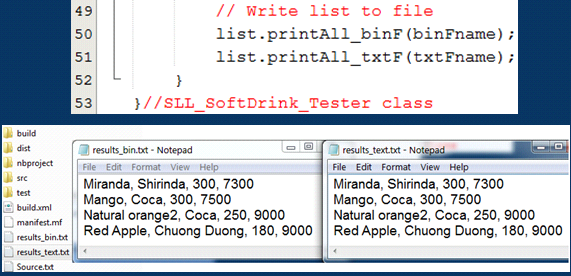 49 // Write list to file
50 list.printAll_binF(binFname);
51 list.printAll_txtF(txtFname);
52 }
53 }//SLL_SoftDrink_Tester class
build
dist
nbproject
src
test
build.xml
manifest.mf
results_bin.txt
results_text.txt
Source.txt
results_bin.txt - Notepad
File Edit Format View Help
Miranda, Shirinda, 300, 7300
Mango, Coca, 300, 7500
Natural orange2, Coca, 250, 9000
Red Apple, Chuong Duong, 180, 9000
results_text.txt - Notepad
File Edit Format View Help
Miranda, Shirinda, 300, 7300
Mango, Coca, 300, 7500
Natural orange2, Coca, 250, 9000
Red Apple, Chuong Duong, 180, 9000